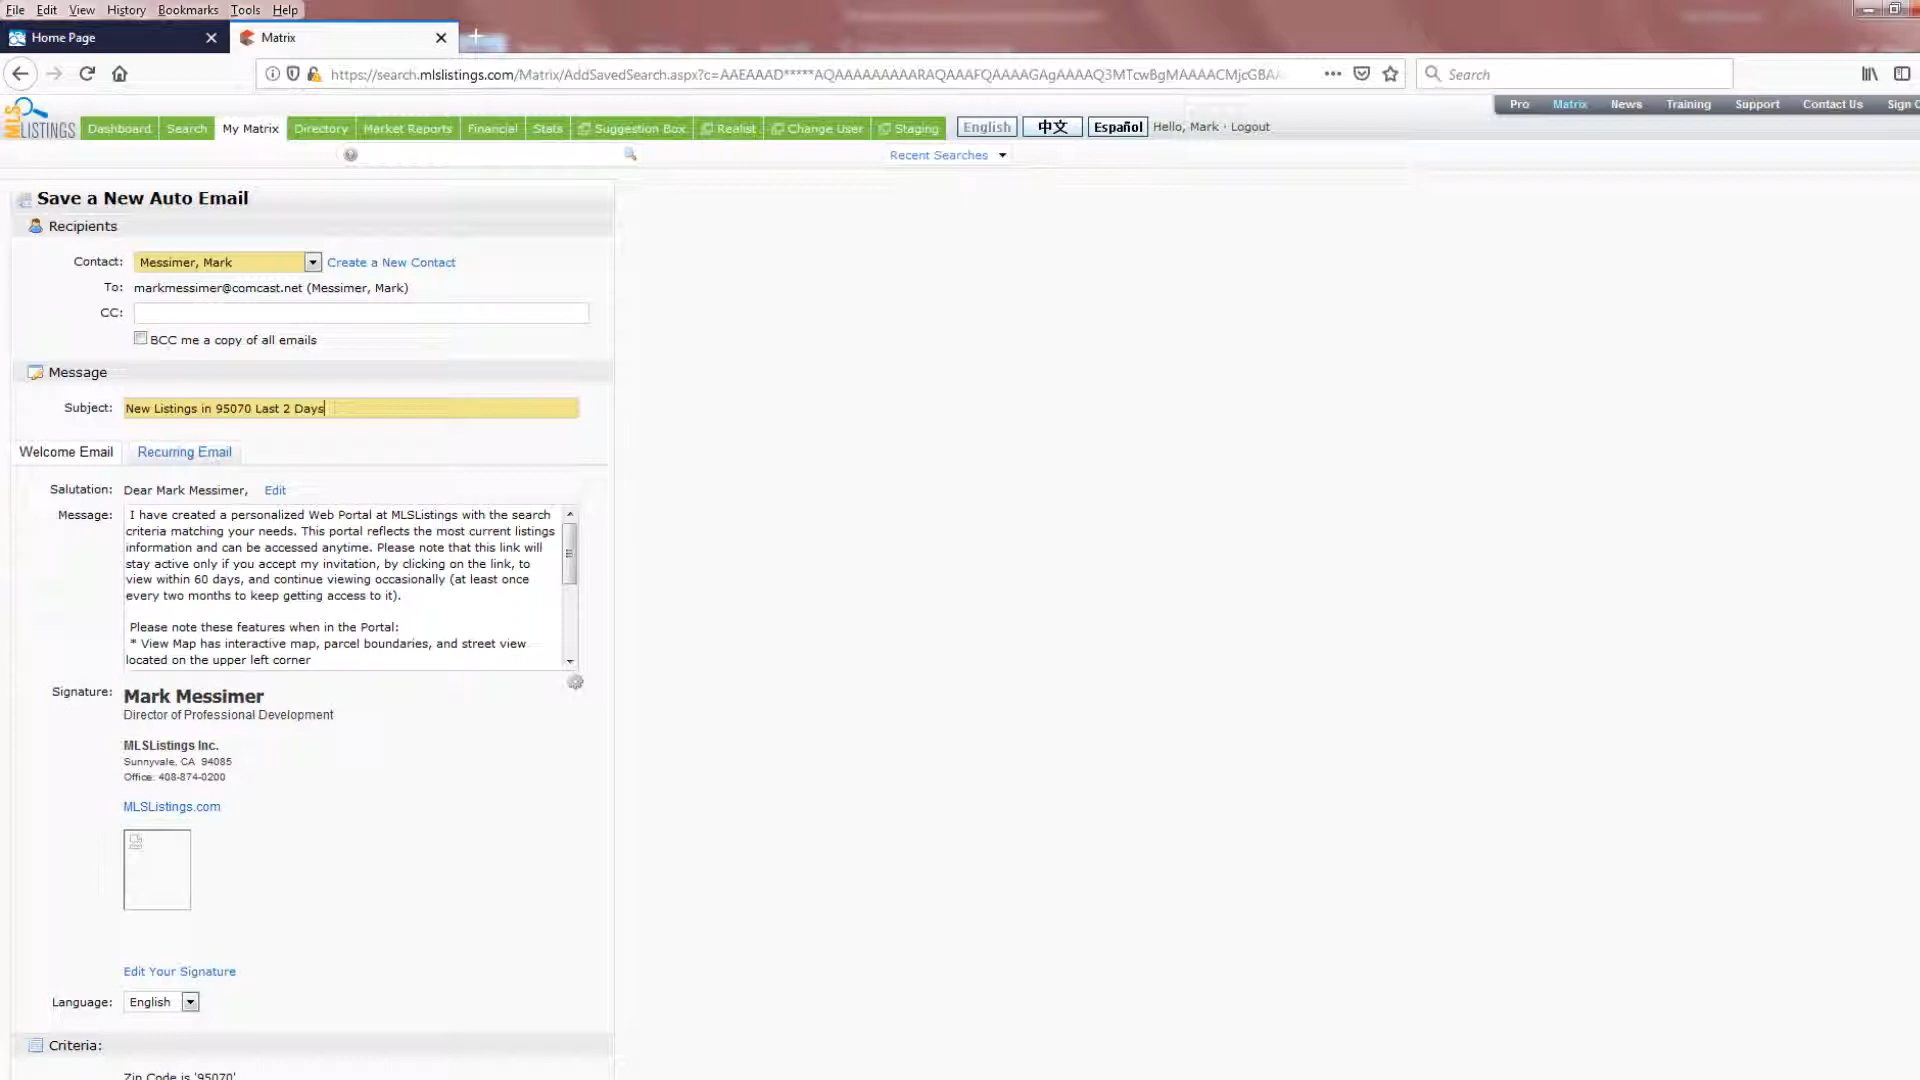 File Edit View History Bookmarks Tools Help
Home Page
Matrix
https://search.mlslistings.com/Matrix/AddSavedSearch.aspx?c=AAEAAAD*****AQAAAAAAAAARAQAAAFQAAAAGAgAAAAQ3MTcwBgMAAAACMjcGBA
Search
Pro Matrix News Training Support Contact Us Sign
MLS LISTINGS
Dashboard Search My Matrix Directory Market Reports Financial Stats Suggestion Box Realist Change User Staging English 中文 Español Hello, Mark · Logout
Recent Searches
Save a New Auto Email
Recipients
Contact: Messimer, Mark Create a New Contact
To: markmessimer@comcast.net (Messimer, Mark)
CC:
BCC me a copy of all emails
Message
Subject: New Listings in 95070 Last 2 Days
Welcome Email Recurring Email
Salutation: Dear Mark Messimer, Edit
Message: I have created a personalized Web Portal at MLSListings with the search
criteria matching your needs. This portal reflects the most current listings
information and can be accessed anytime. Please note that this link will
stay active only if you accept my invitation, by clicking on the link, to
view within 60 days, and continue viewing occasionally (at least once
every two months to keep getting access to it).
Please note these features when in the Portal:
* View Map has interactive map, parcel boundaries, and street view
located on the upper left corner
Signature: Mark Messimer
Director of Professional Development
MLSListings Inc.
Sunnyvale, CA 94085
Office: 408-874-0200
MLSListings.com
Edit Your Signature
Language: English
Criteria:
Zip Code is '95070'